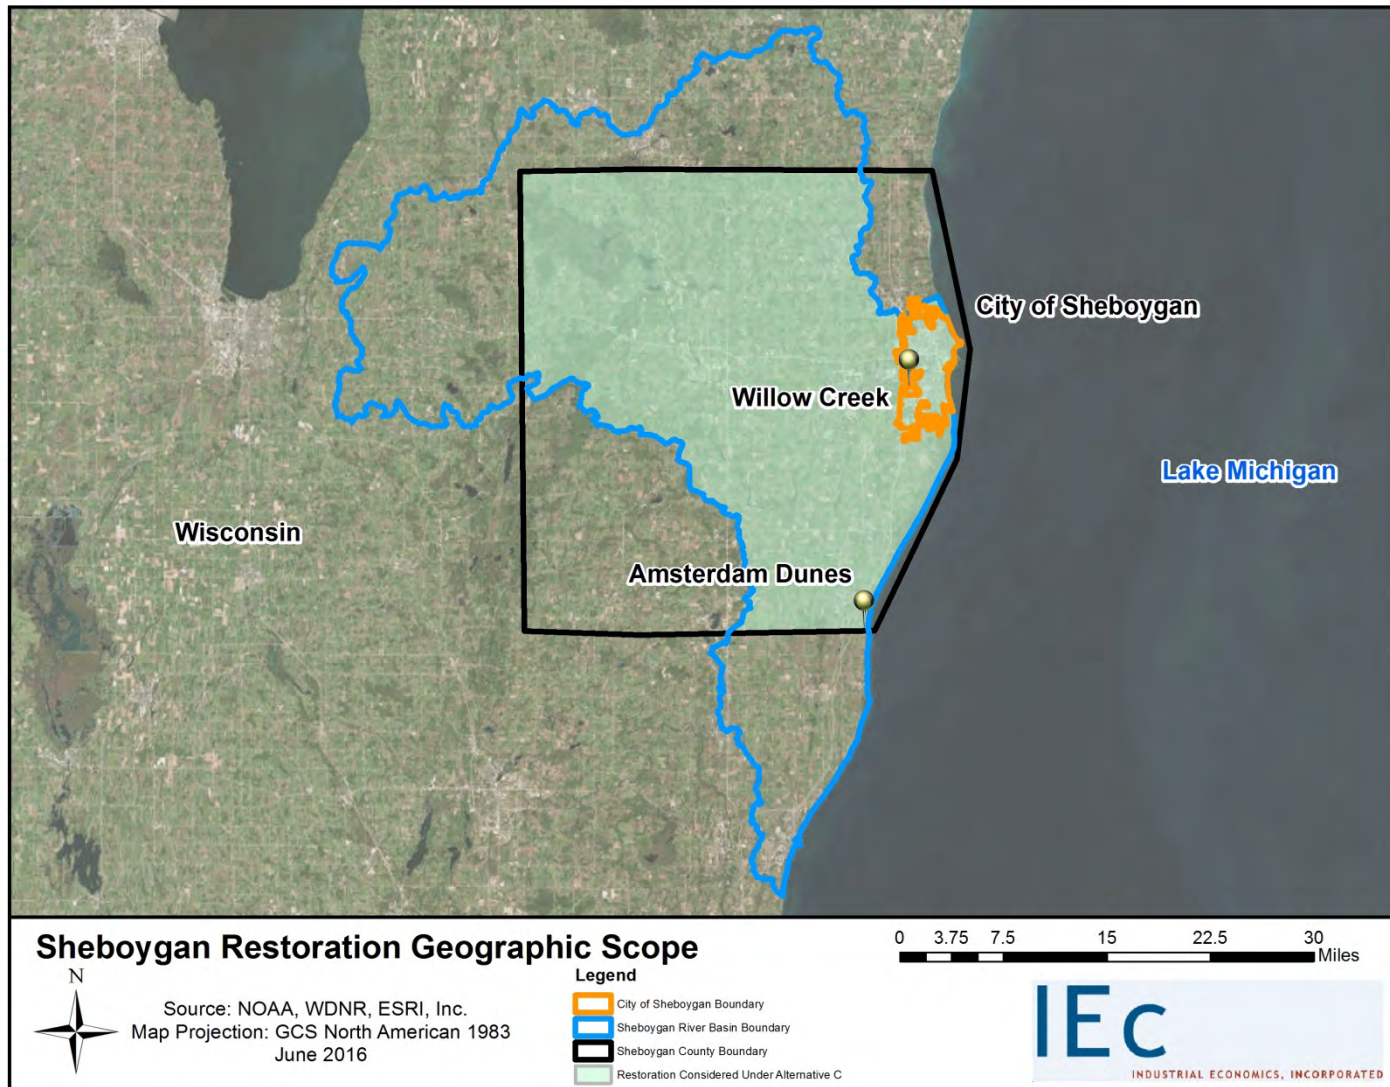 City of Sheboygan
Willow Creek
Lake Michigan
Wisconsin
Amsterdam Dunes
Sheboygan Restoration Geographic Scope
N
Source: NOAA, WDNR, ESRI, Inc.
Map Projection: GCS North American 1983
June 2016
Legend
City of Sheboygan Boundary
Sheboygan River Basin Boundary
Sheboygan County Boundary
Restoration Considered Under Alternative C
0 3.75 7.5 15 22.5 30
Miles
IEc
INDUSTRIAL ECONOMICS, INCORPORATED